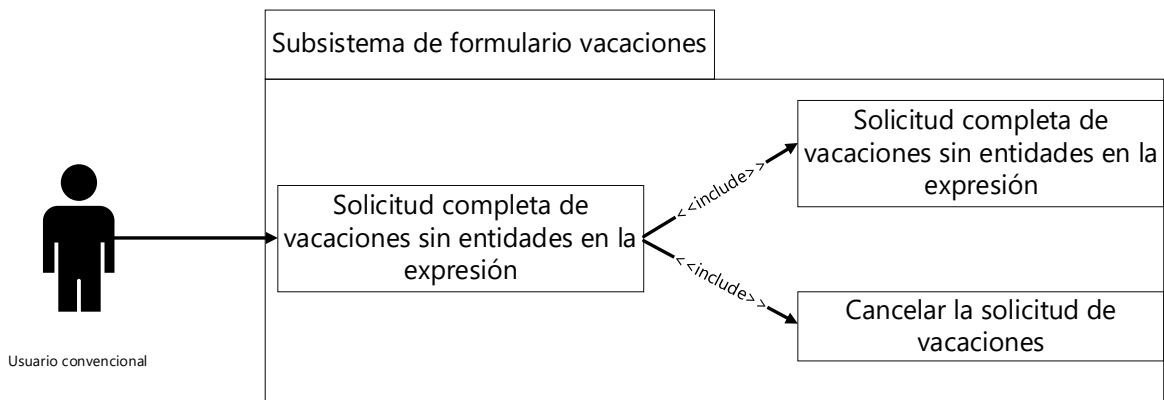 Subsistema de formulario vacaciones
Solicitud completa de
vacaciones sin entidades en la
expresión
<<include>>
Solicitud completa de
vacaciones sin entidades en la
expresión
<<include>>
Cancelar la solicitud de
vacaciones
Usuario convencional